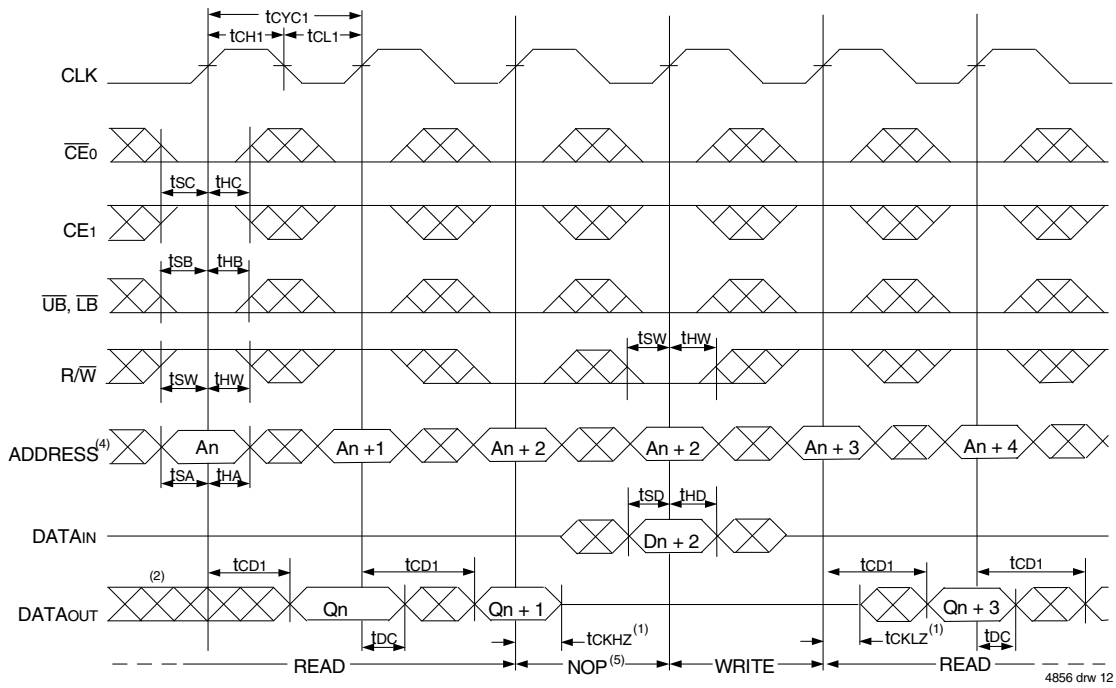 tCYC1
tCH1 tCL1
CLK
CE0
tSC tHC
CE1
tSB tHB
UB, LB
tSW tHW
R/W
tSW tHW
ADDRESS(4) An An +1 An + 2 An + 2 An + 3 An + 4
tSA tHA
tSD tHD
DATAIN Dn + 2
(2) tCD1 tCD1 tCD1 tCD1
DATAOUT Qn Qn + 1 Qn + 3
tDC tCKHZ(1) tCKLZ(1) tDC
READ NOP(5) WRITE READ
4856 drw 12